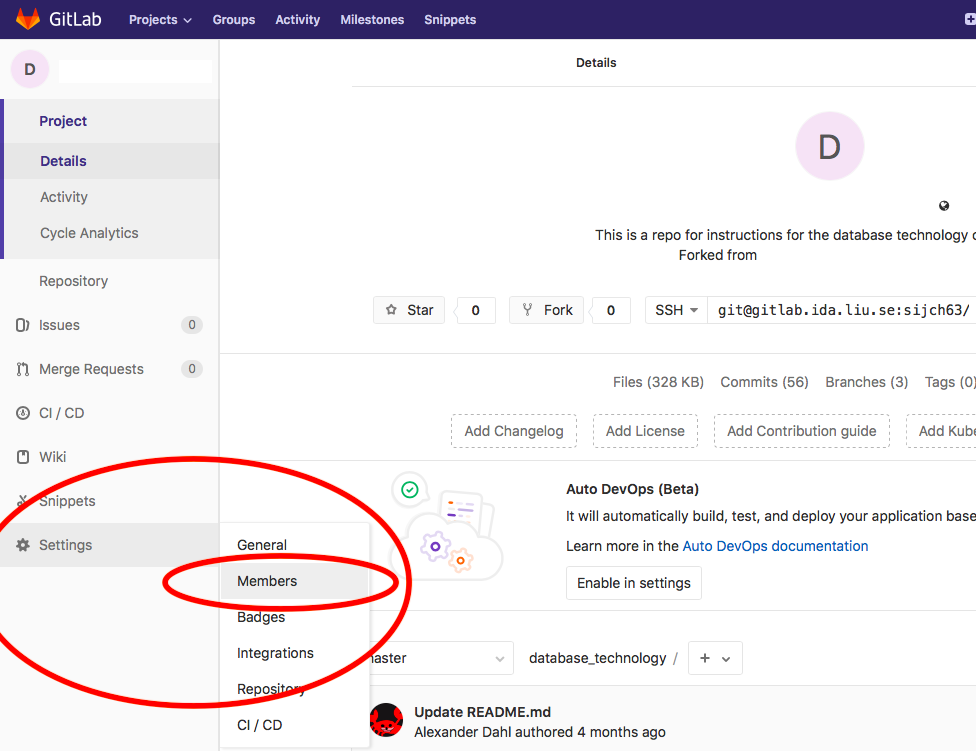 GitLab Projects Groups Activity Milestones Snippets
D
Project
Details
Activity
Cycle Analytics
Repository
Issues 0
Merge Requests 0
CI / CD
Wiki
Snippets
Settings
General
Members
Badges
Integrations
Repository
CI / CD
Details
D
This is a repo for instructions for the database technology
Forked from
Star 0 Fork 0 SSH git@gitlab.ida.liu.se:sijch63/
Files (328 KB) Commits (56) Branches (3) Tags (0)
Add Changelog Add License Add Contribution guide Add Kube
Auto DevOps (Beta)
It will automatically build, test, and deploy your application base
Learn more in the Auto DevOps documentation
Enable in settings
aster database_technology / +
Update README.md
Alexander Dahl authored 4 months ago